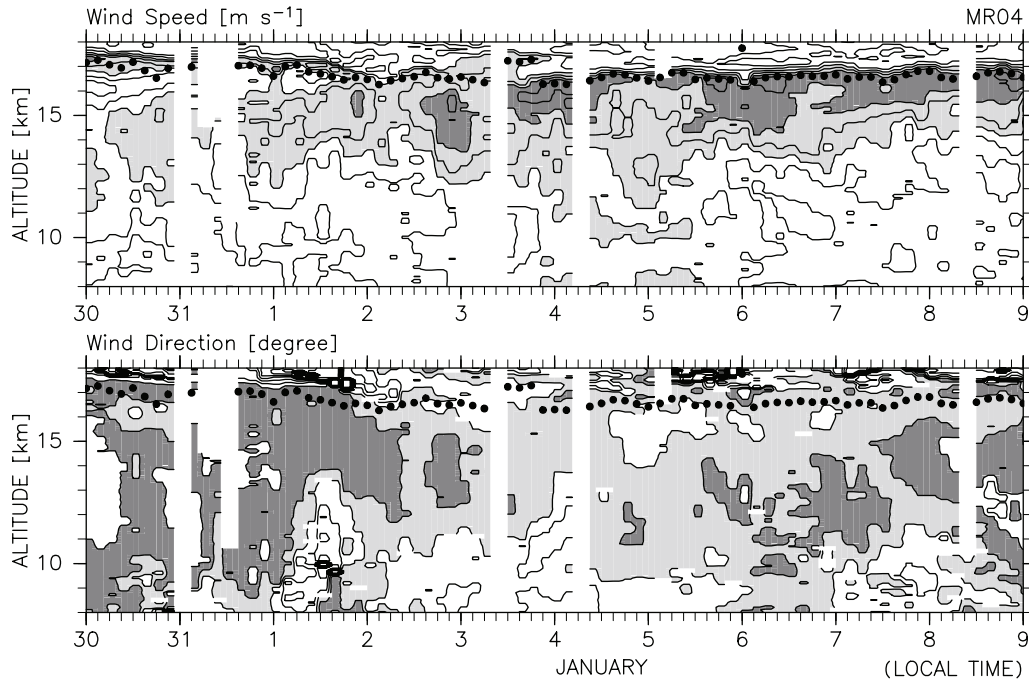 Wind Speed [m s⁻¹] MR04
15
10
ALTITUDE [km]
30 31 1 2 3 4 5 6 7 8 9
Wind Direction [degree]
15
10
ALTITUDE [km]
30 31 1 2 3 4 5 6 7 8 9
JANUARY (LOCAL TIME)